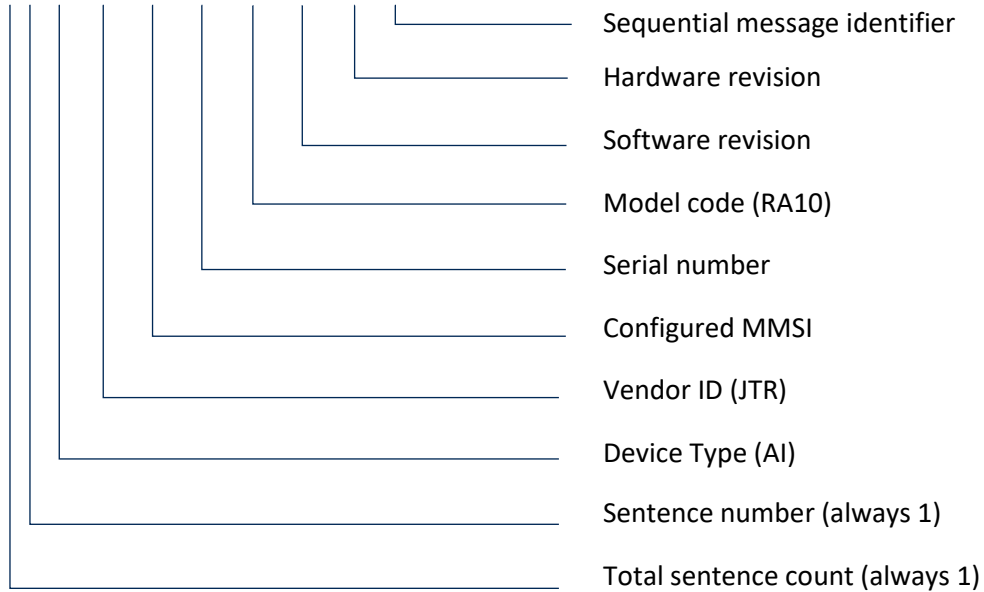 Sequential message identifier
Hardware revision
Software revision
Model code (RA10)
Serial number
Configured MMSI
Vendor ID (JTR)
Device Type (AI)
Sentence number (always 1)
Total sentence count (always 1)